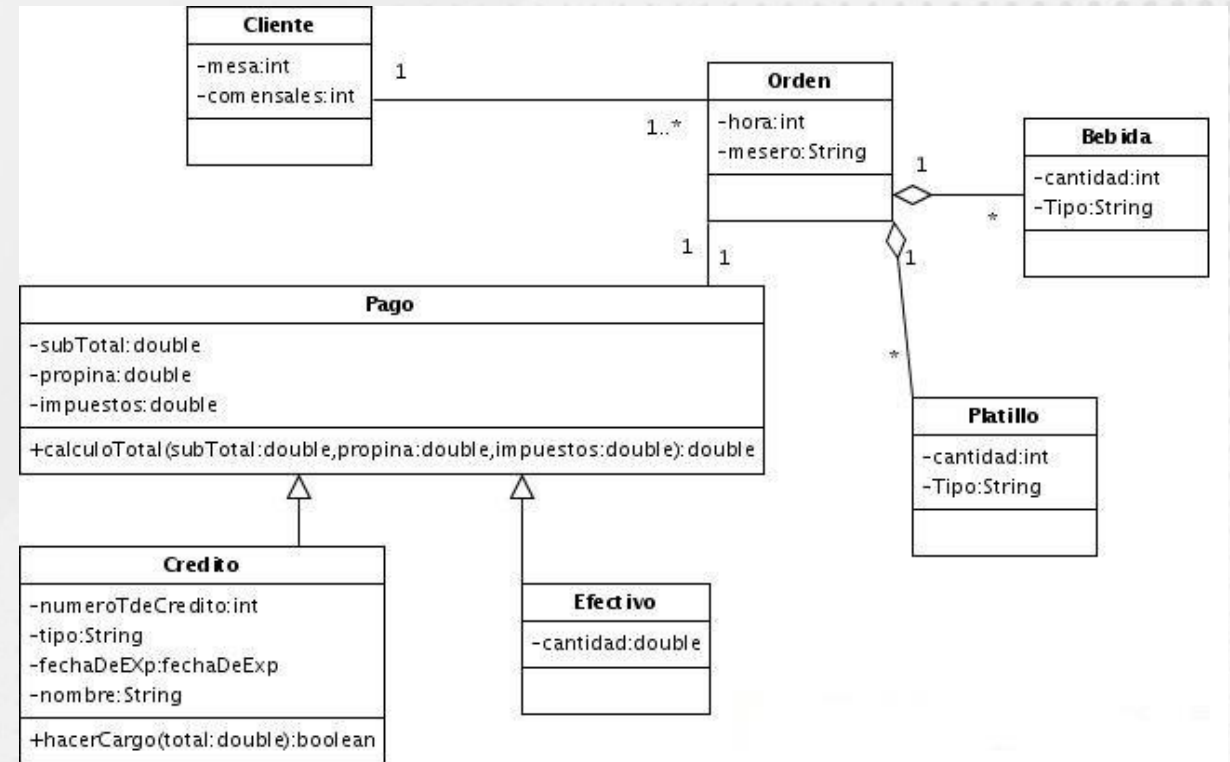 Cliente
-mesa:int
-comensales:int
1
1..*
Orden
-hora:int
-mesero:String
1
*
Bebida
-cantidad:int
-Tipo:String
1
*
Platillo
-cantidad:int
-Tipo:String
1
1
Pago
-subTotal:double
-propina:double
-impuestos:double
+calculoTotal(subTotal:double,propina:double,impuestos:double):double
Credito
-numeroTdeCredito:int
-tipo:String
-fechaDeEXp:fechaDeExp
-nombre:String
+hacerCargo(total:double):boolean
Efectivo
-cantidad:double